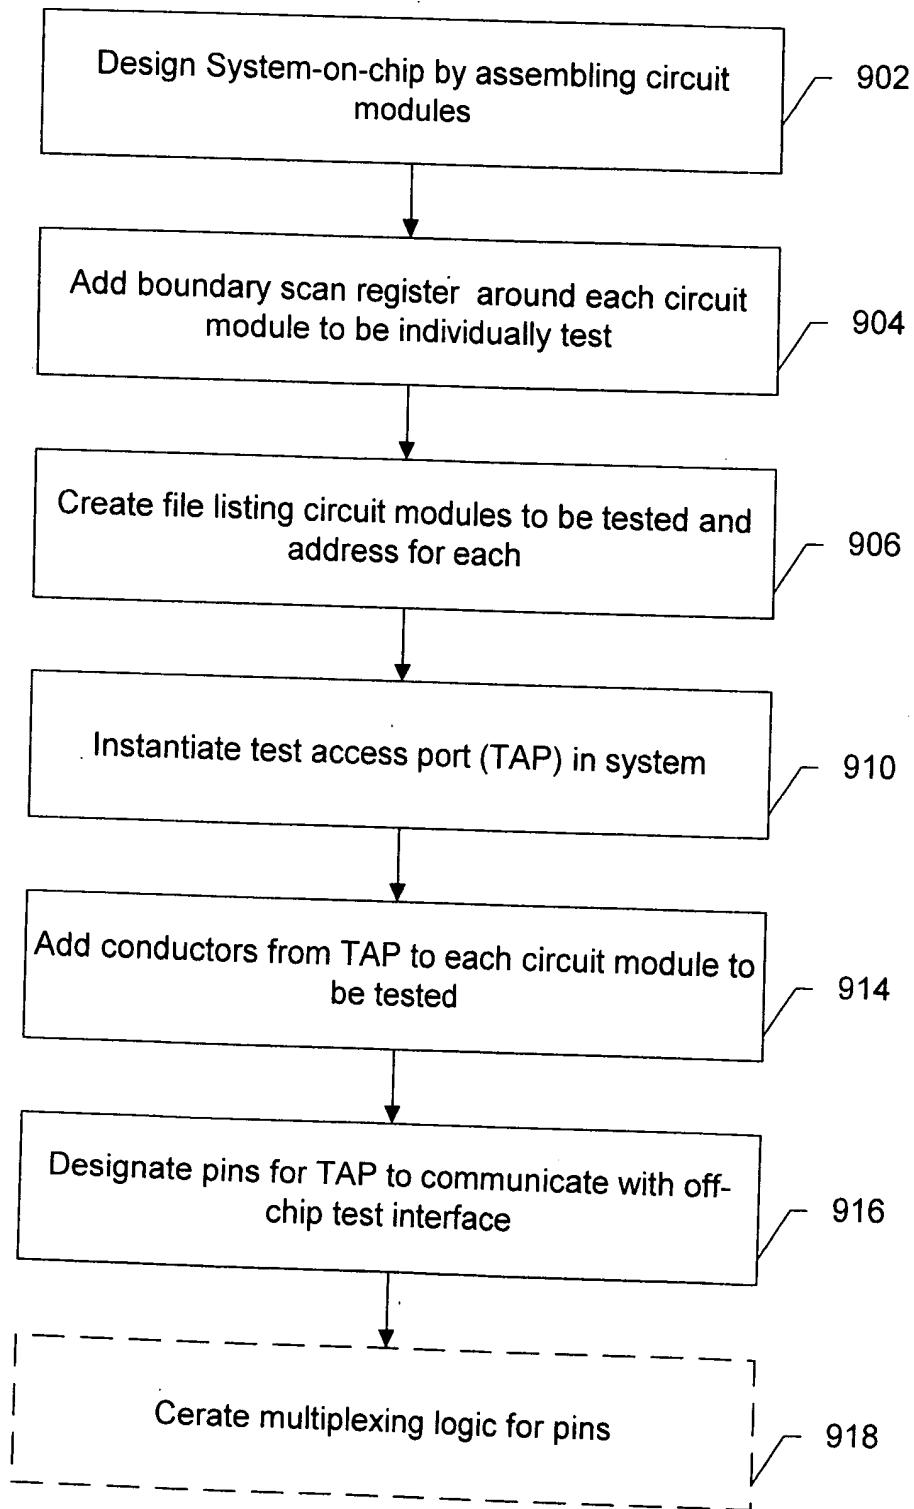 Design System-on-chip by assembling circuit
modules
902
Add boundary scan register around each circuit
module to be individually test
904
Create file listing circuit modules to be tested and
address for each
906
Instantiate test access port (TAP) in system
910
Add conductors from TAP to each circuit module to
be tested
914
Designate pins for TAP to communicate with off-
chip test interface
916
Cerate multiplexing logic for pins
918